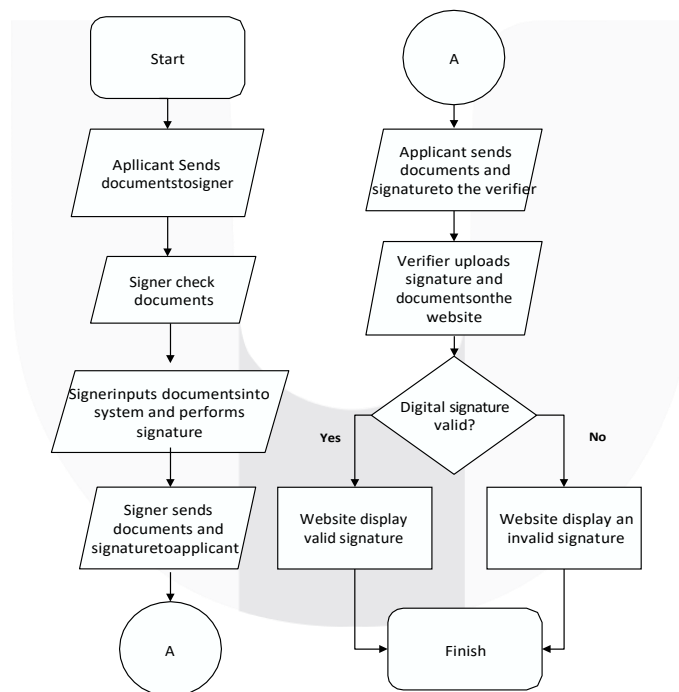 Start
Apllicant Sends
documentstosigner
Signer check
documents
Signerinputs documentsinto
system and performs
signature
Signer sends
documents and
signaturetoapplicant
A
A
Applicant sends
documents and
signatureto the verifier
Verifier uploads
signature and
documentsonthe
website
Digital signature
valid?
Yes
No
Website display
valid signature
Website display an
invalid signature
Finish